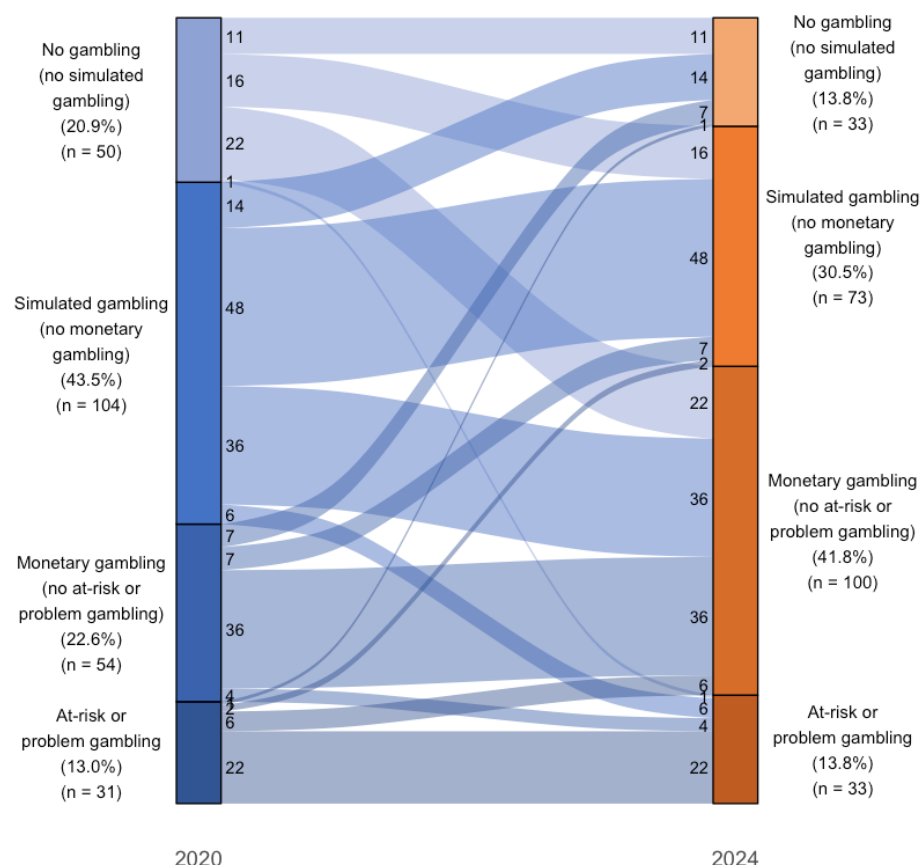 No gambling
(no simulated
gambling)
(20.9%)
(n = 50)
Simulated gambling
(no monetary
gambling)
(43.5%)
(n = 104)
Monetary gambling
(no at-risk or
problem gambling)
(22.6%)
(n = 54)
At-risk or
problem gambling
(13.0%)
(n = 31)
11
16
22
1
14
48
36
6
7
7
36
4
1
2
6
22
11
14
7
1
16
48
7
2
22
36
36
6
1
6
4
22
No gambling
(no simulated
gambling)
(13.8%)
(n = 33)
Simulated gambling
(no monetary
gambling)
(30.5%)
(n = 73)
Monetary gambling
(no at-risk or
problem gambling)
(41.8%)
(n = 100)
At-risk or
problem gambling
(13.8%)
(n = 33)
2020
2024